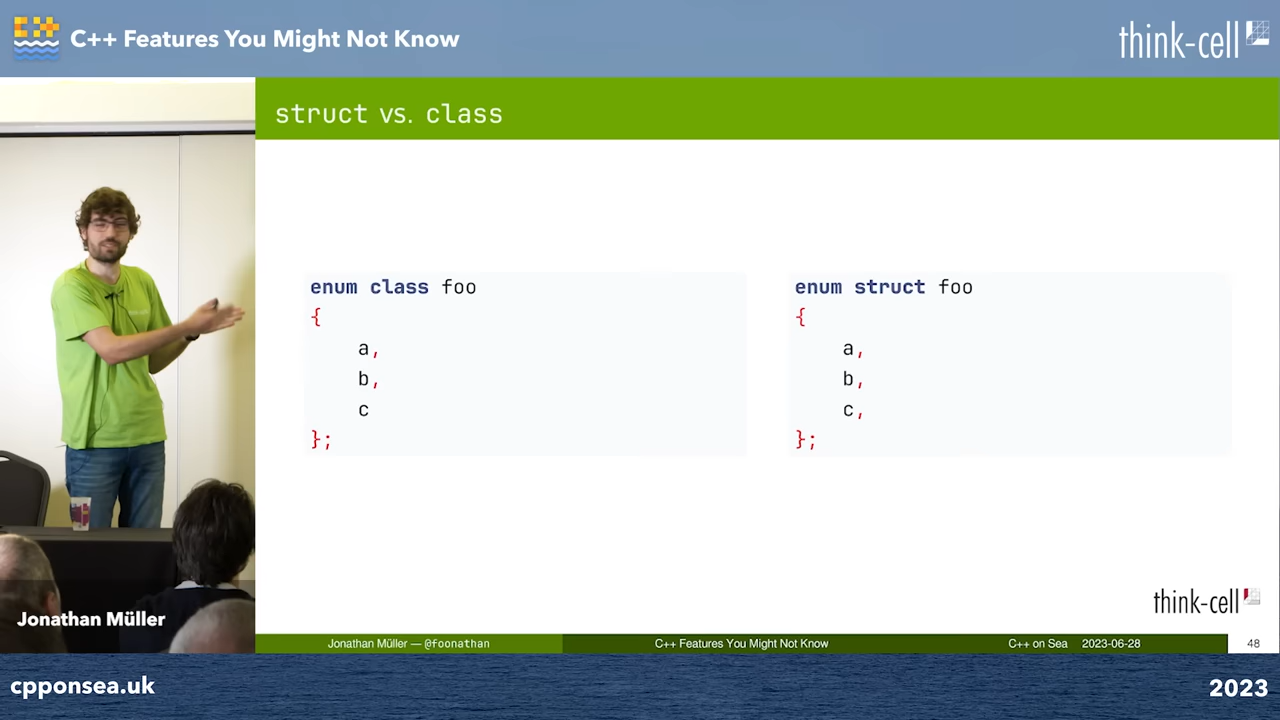 C++ C++ Features You Might Not Know
think-cell
struct vs. class
enum class foo
{
a,
b,
c
};
enum struct foo
{
a,
b,
c,
};
think-cell
Jonathan Müller
Jonathan Müller — @foonathan
C++ Features You Might Not Know
C++ on Sea 2023-06-28
48
cpponsea.uk
2023